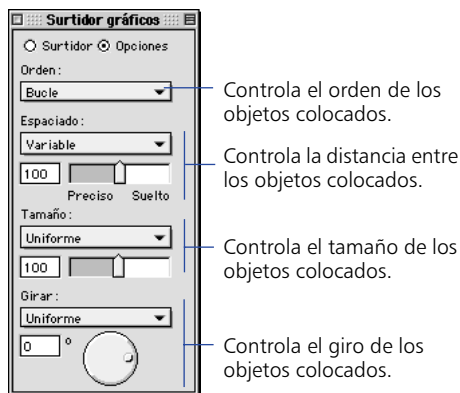 Surtidor gráficos
Surtidor Opciones
Orden:
Bucle
Controla el orden de los
objetos colocados.
Espaciado:
Variable
100
Preciso Suelto
Controla la distancia entre
los objetos colocados.
Tamaño:
Uniforme
100
Controla el tamaño de los
objetos colocados.
Girar:
Uniforme
0 °
Controla el giro de los
objetos colocados.